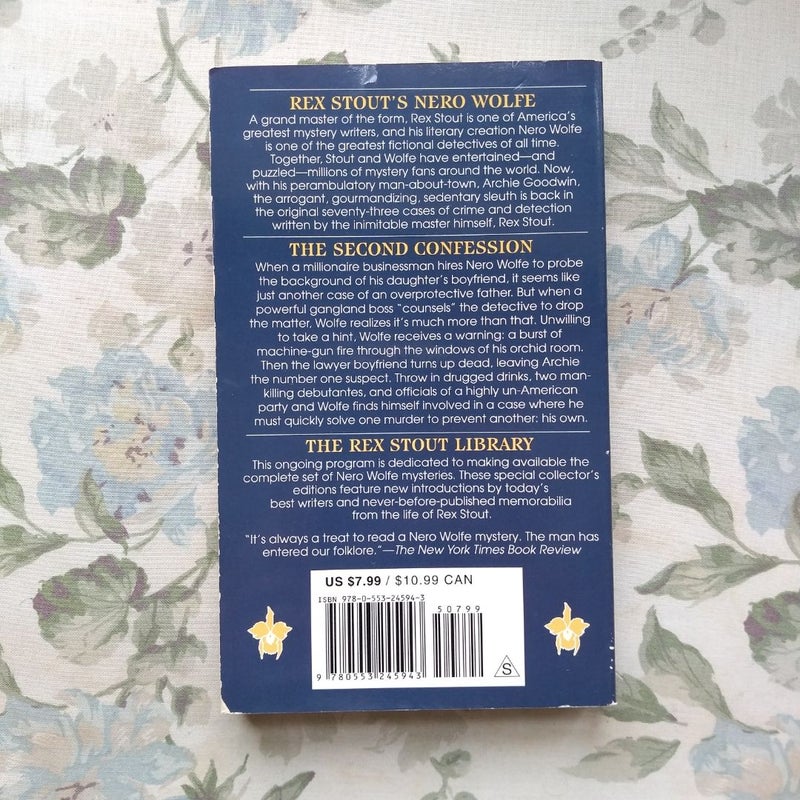 REX STOUT'S NERO WOLFE
A grand master of the form, Rex Stout is one of America's
greatest mystery writers, and his literary creation Nero Wolfe
is one of the greatest fictional detectives of all time.
Together, Stout and Wolfe have entertained—and
puzzled—millions of mystery fans around the world. Now,
with his perambulatory man-about-town, Archie Goodwin,
the arrogant, gourmandizing, sedentary sleuth is back in
the original seventy-three cases of crime and detection
written by the inimitable master himself, Rex Stout.
THE SECOND CONFESSION
When a millionaire businessman hires Nero Wolfe to probe
the background of his daughter's boyfriend, it seems like
just another case of an overprotective father. But when a
powerful gangland boss "counsels" the detective to drop
the matter, Wolfe realizes it's much more than that. Unwilling
to take a hint, Wolfe receives a warning: a burst of
machine-gun fire through the windows of his orchid room.
Then the lawyer boyfriend turns up dead, leaving Archie
the number one suspect. Throw in drugged drinks, two man-
killing debutantes, and officials of a highly un-American
party and Wolfe finds himself involved in a case where he
must quickly solve one murder to prevent another: his own.
THE REX STOUT LIBRARY
This ongoing program is dedicated to making available the
complete set of Nero Wolfe mysteries. These special collector's
editions feature new introductions by today's
best writers and never-before-published memorabilia
from the life of Rex Stout.
"It's always a treat to read a Nero Wolfe mystery. The man has
entered our folklore."—The New York Times Book Review
US $7.99 / $10.99 CAN
ISBN 978-0-553-24594-3
50799
9 780553 245943
S